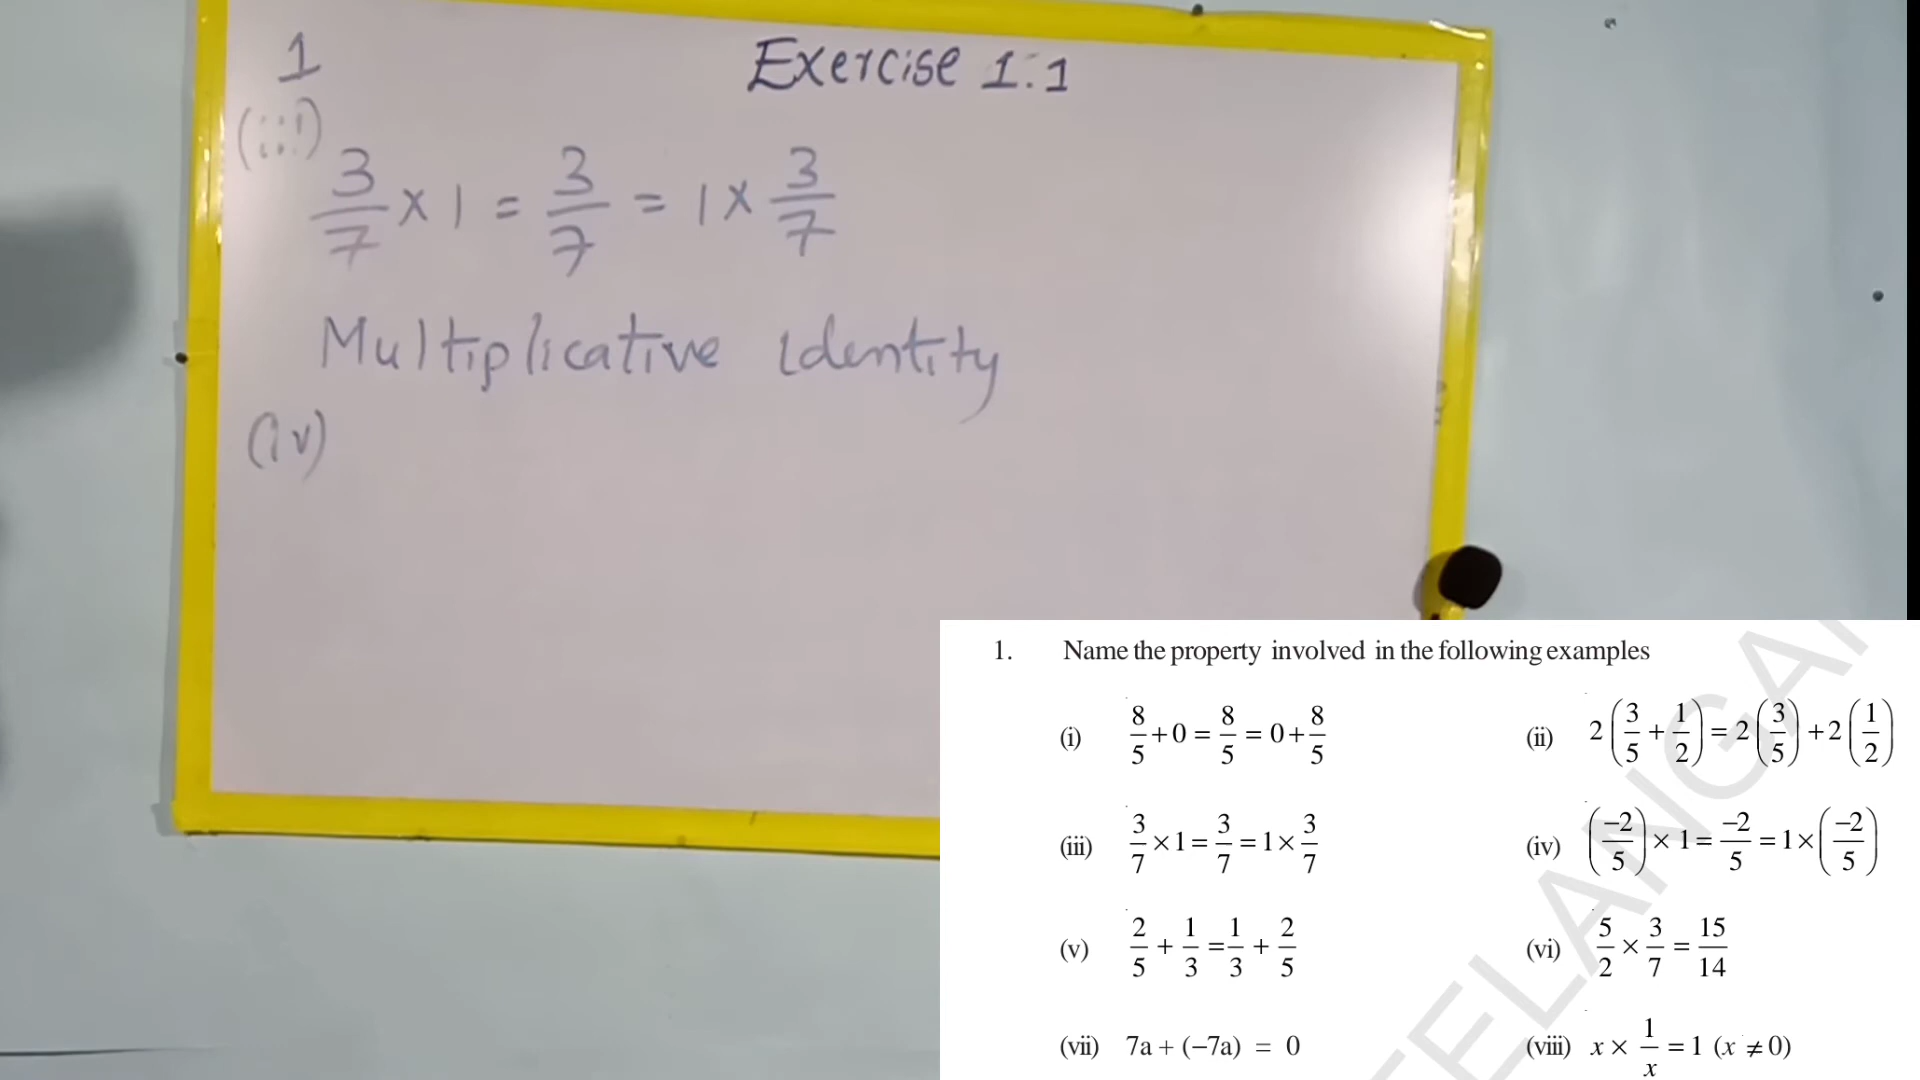 1 Exercise 1.1
(iii)
3/7 × 1 = 3/7 = 1 × 3/7
Multiplicative Identity
(iv)
1. Name the property involved in the following examples
(i) 8/5 + 0 = 8/5 = 0 + 8/5 (ii) 2(3/5 + 1/2) = 2(3/5) + 2(1/2)
(iii) 3/7 × 1 = 3/7 = 1 × 3/7 (iv) (−2/5) × 1 = −2/5 = 1 × (−2/5)
(v) 2/5 + 1/3 = 1/3 + 2/5 (vi) 5/2 × 3/7 = 15/14
(vii) 7a + (−7a) = 0 (viii) x × 1/x = 1 (x ≠ 0)